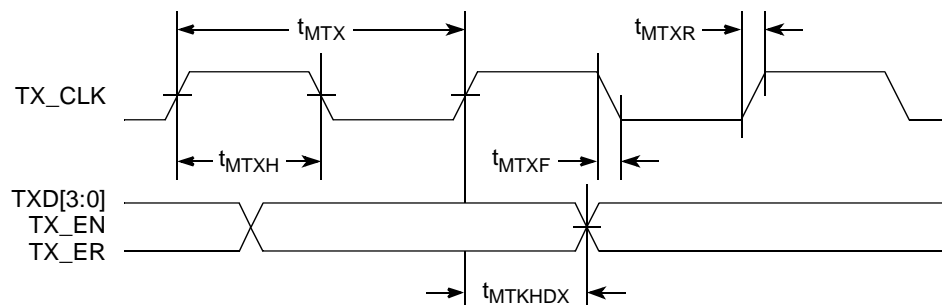 tMTX
tMTXR
TX_CLK
tMTXH
tMTXF
TXD[3:0]
TX_EN
TX_ER
tMTKHDX